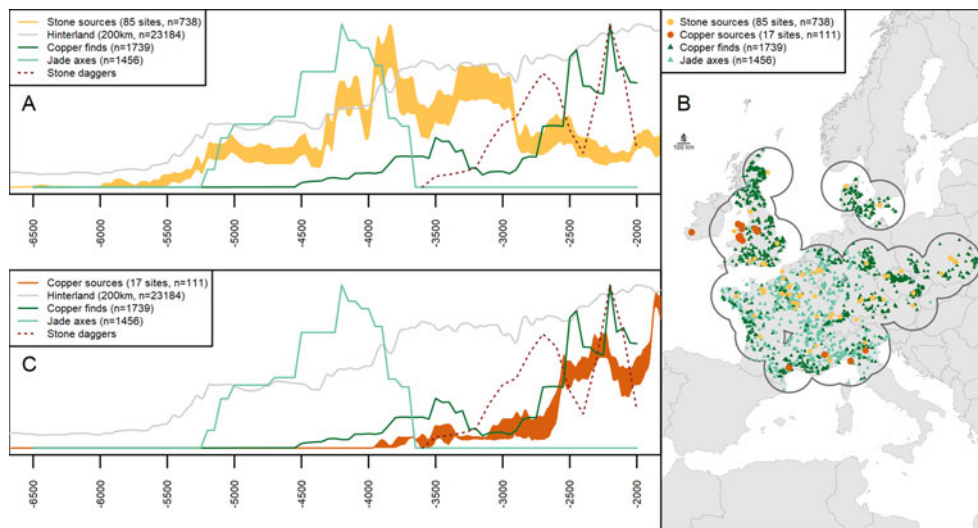 Stone sources (85 sites, n=738)
Hinterland (200km, n=23184)
Copper finds (n=1739)
Jade axes (n=1456)
Stone daggers
A
-6500
-6000
-5500
-5000
-4500
-4000
-3500
-3000
-2500
-2000
Copper sources (17 sites, n=111)
Hinterland (200km, n=23184)
Copper finds (n=1739)
Jade axes (n=1456)
Stone daggers
C
-6500
-6000
-5500
-5000
-4500
-4000
-3500
-3000
-2500
-2000
Stone sources (85 sites, n=738)
Copper sources (17 sites, n=111)
Copper finds (n=1739)
Jade axes (n=1456)
B
100 km